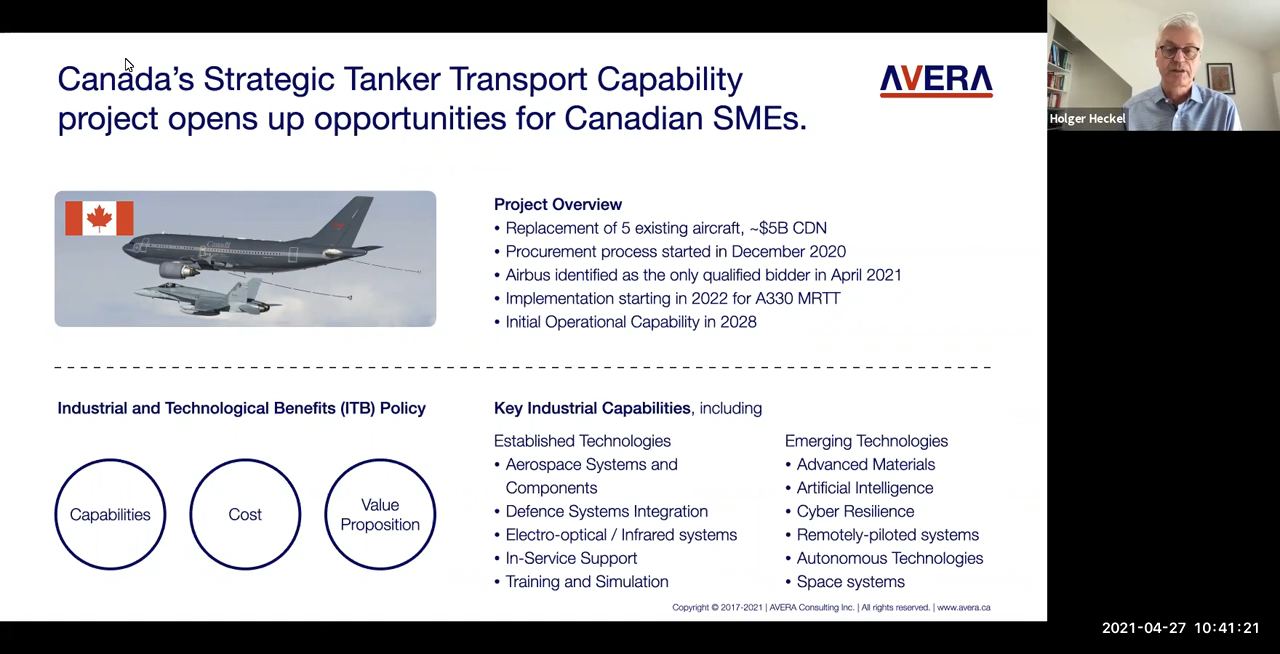 Canada's Strategic Tanker Transport Capability
project opens up opportunities for Canadian SMEs.
AVERA
Holger Heckel
Canada
Project Overview
• Replacement of 5 existing aircraft, ~$5B CDN
• Procurement process started in December 2020
• Airbus identified as the only qualified bidder in April 2021
• Implementation starting in 2022 for A330 MRTT
• Initial Operational Capability in 2028
Industrial and Technological Benefits (ITB) Policy
Capabilities
Cost
Value
Proposition
Key Industrial Capabilities, including
Established Technologies
• Aerospace Systems and
Components
• Defence Systems Integration
• Electro-optical / Infrared systems
• In-Service Support
• Training and Simulation
Emerging Technologies
• Advanced Materials
• Artificial Intelligence
• Cyber Resilience
• Remotely-piloted systems
• Autonomous Technologies
• Space systems
Copyright © 2017-2021 | AVERA Consulting Inc. | All rights reserved. | www.avera.ca
2021-04-27 10:41:21